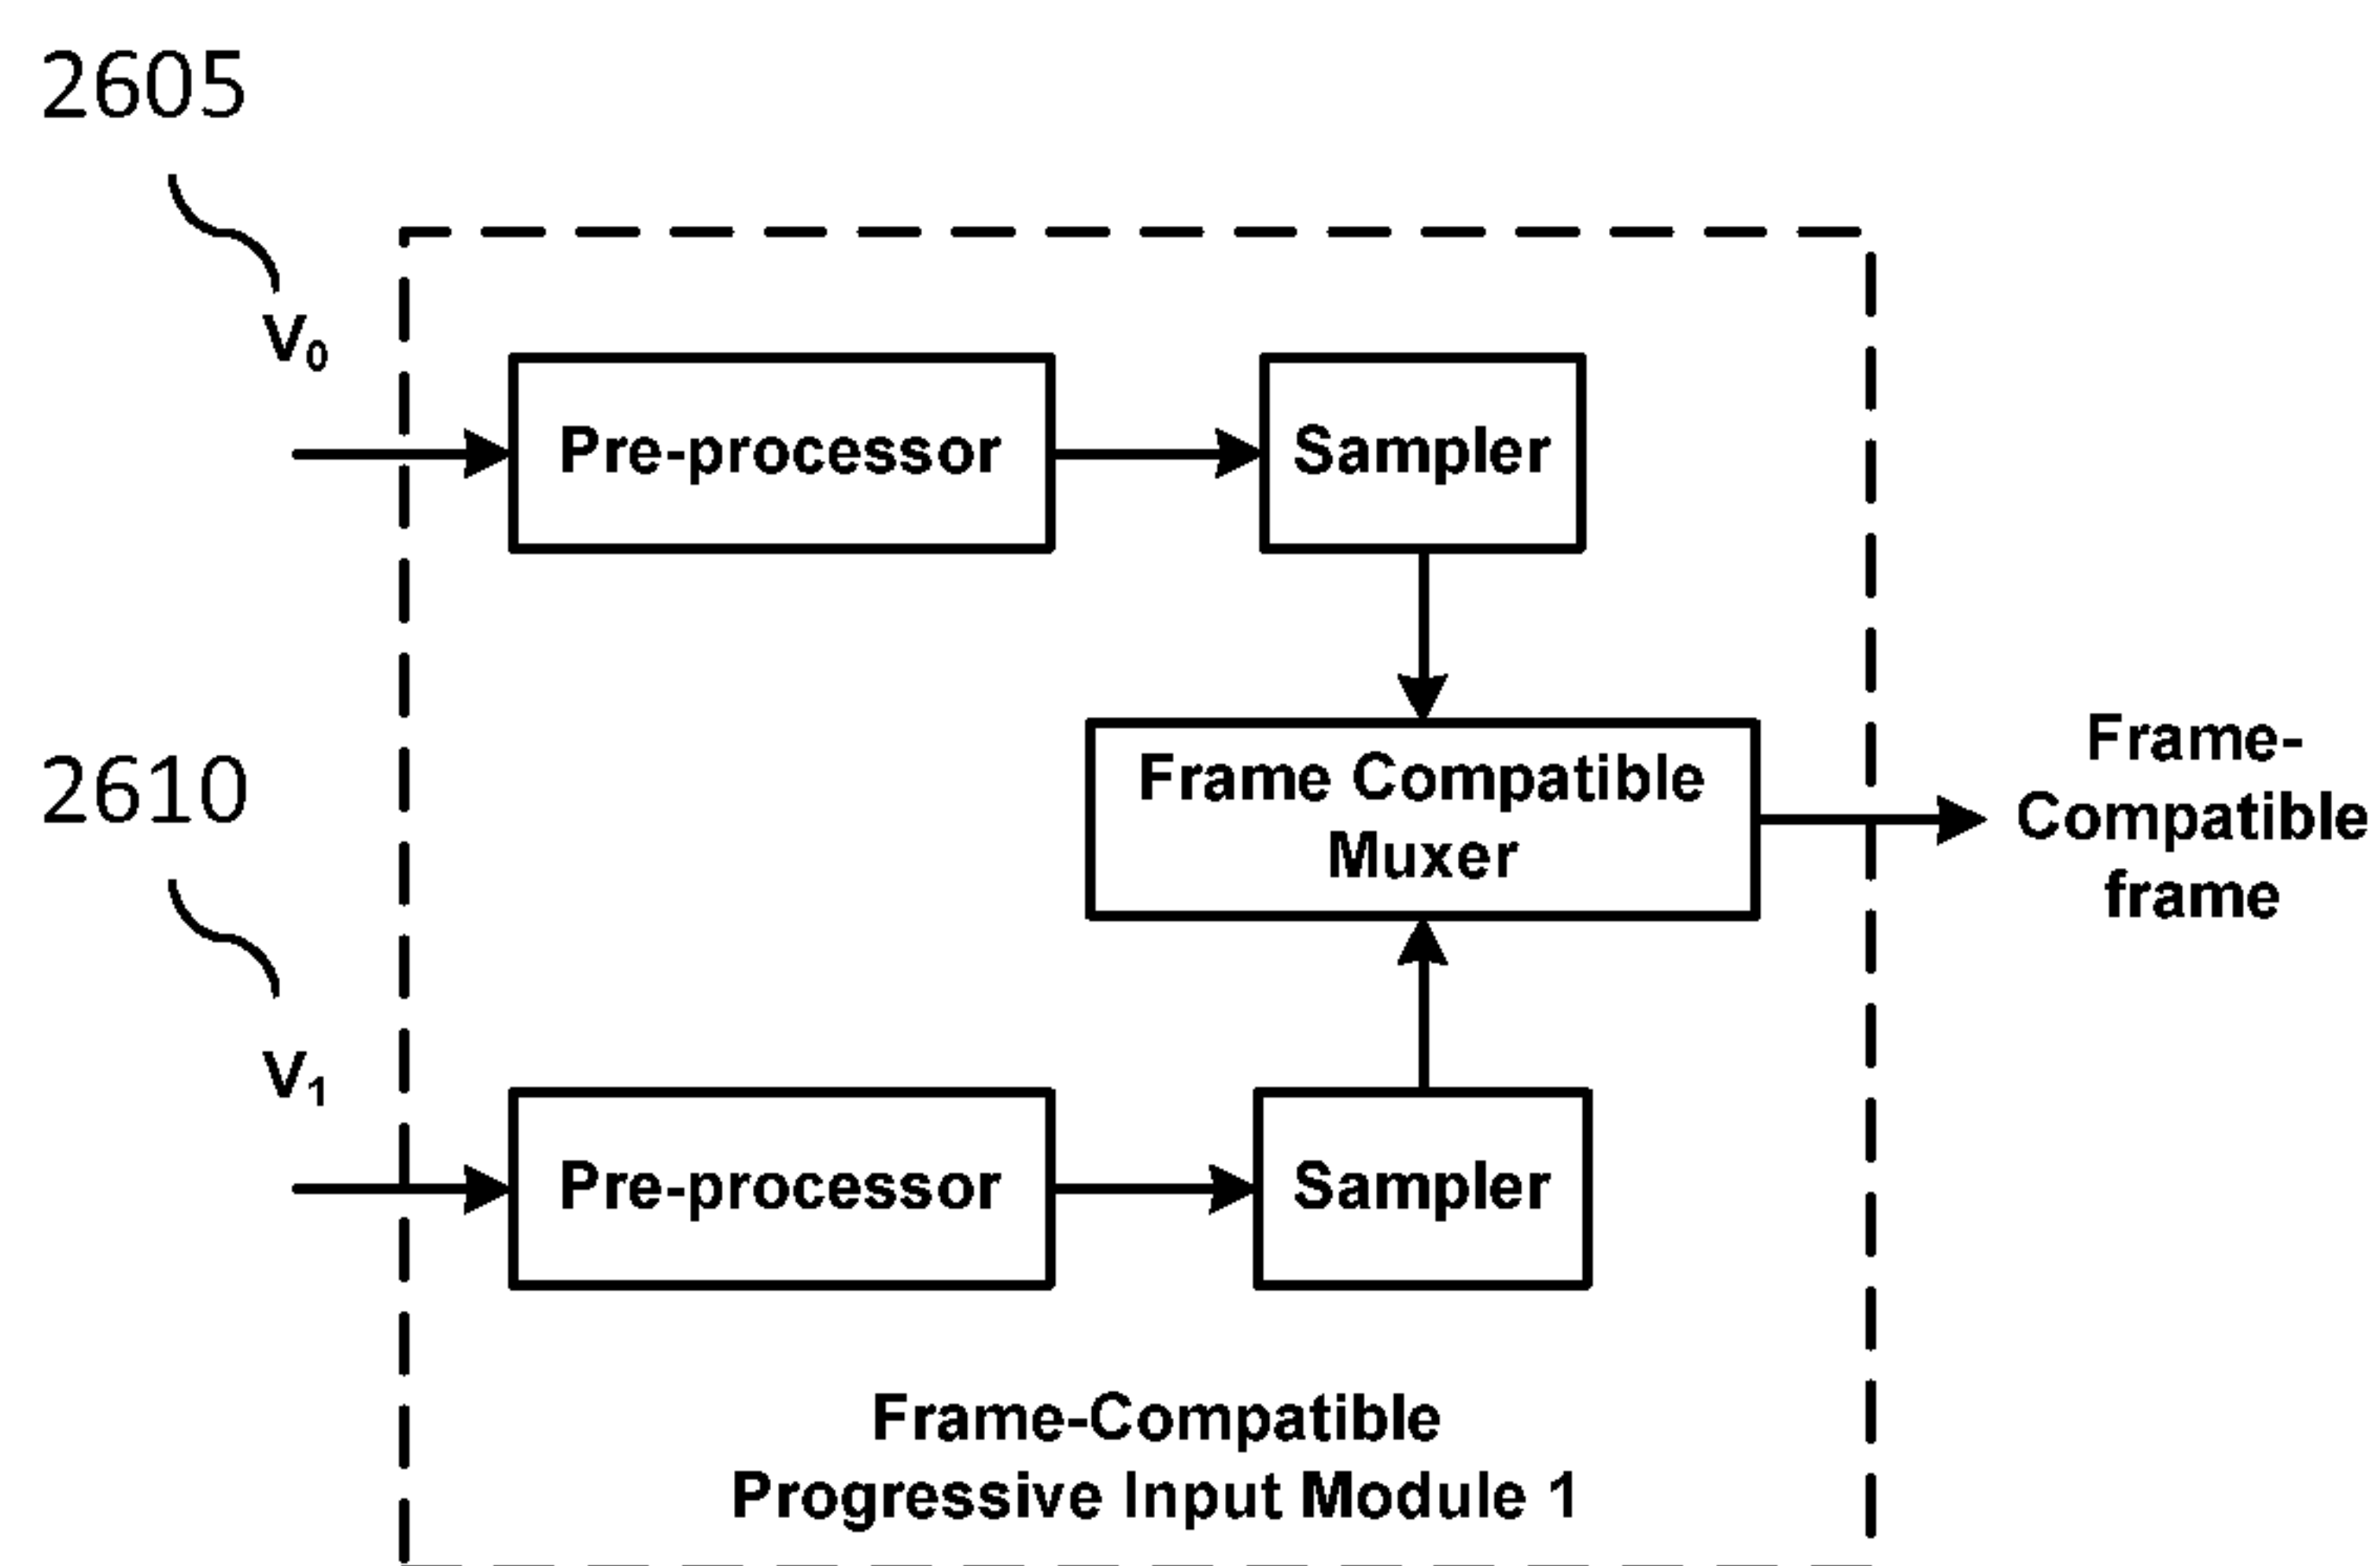 2605
V0
Pre-processor
Sampler
2610
Frame Compatible
Muxer
Frame-
Compatible
frame
V1
Pre-processor
Sampler
Frame-Compatible
Progressive Input Module 1